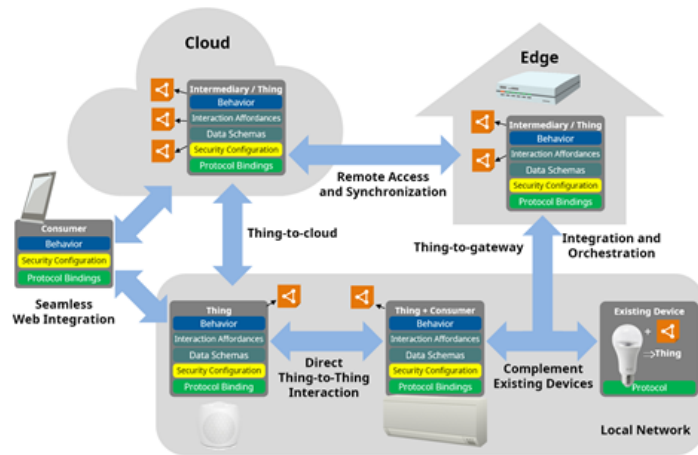 Cloud
Edge
Intermediary / Thing
Behavior
Interaction Affordances
Data Schemas
Security Configuration
Protocol Bindings
Intermediary / Thing
Behavior
Interaction Affordances
Data Schemas
Security Configuration
Protocol Bindings
Remote Access
and Synchronization
Consumer
Behavior
Security Configuration
Protocol Bindings
Seamless
Web Integration
Thing-to-cloud
Thing-to-gateway
Integration and
Orchestration
Thing
Behavior
Interaction Affordances
Data Schemas
Security Configuration
Protocol Binding
Direct
Thing-to-Thing
Interaction
Thing + Consumer
Behavior
Interaction Affordances
Data Schemas
Security Configuration
Protocol Bindings
Complement
Existing Devices
Existing Device
+
⇒Thing
Protocol
Local Network